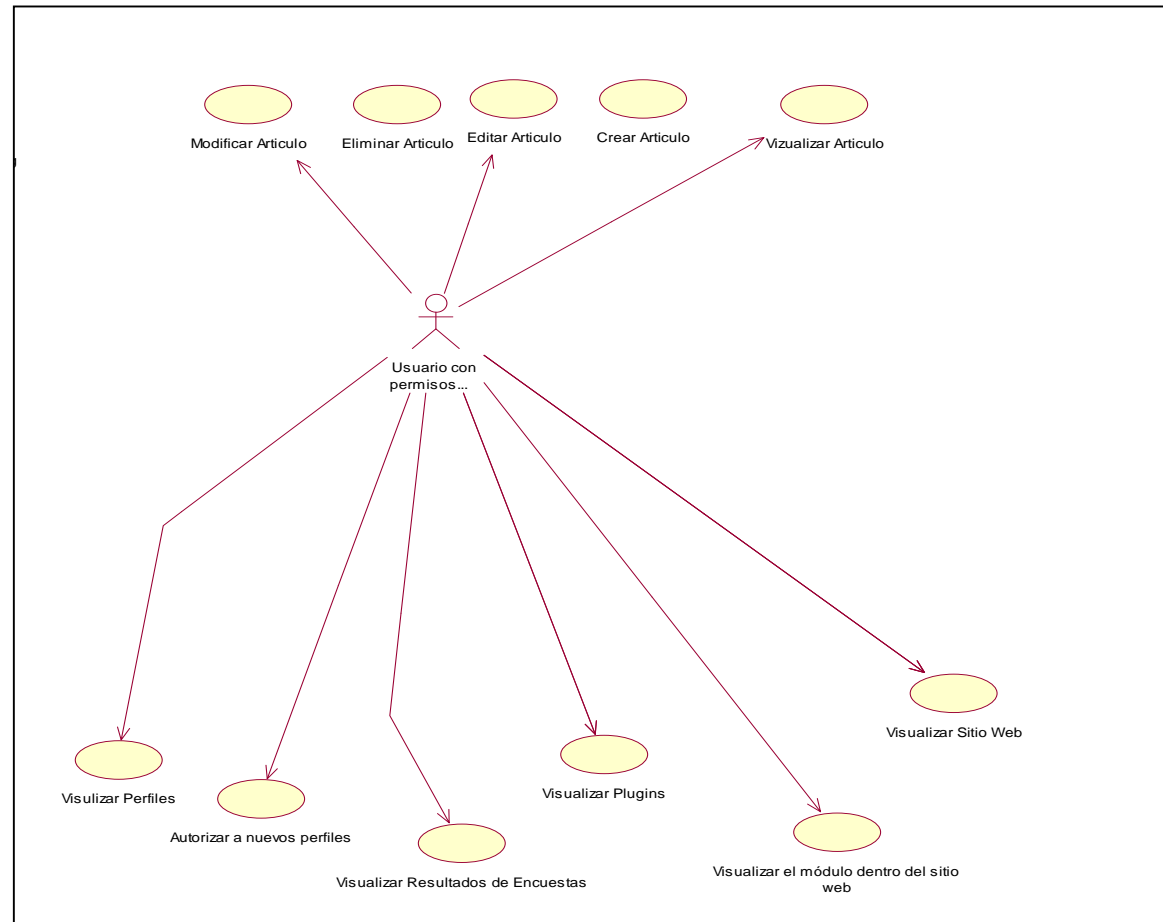 Modificar Articulo
Eliminar Articulo
Editar Articulo
Crear Articulo
Vizualizar Articulo
Usuario con
permisos...
Visualizar Sitio Web
Visulizar Perfiles
Visualizar Plugins
Autorizar a nuevos perfiles
Visualizar Resultados de Encuestas
Visualizar el módulo dentro del sitio
web